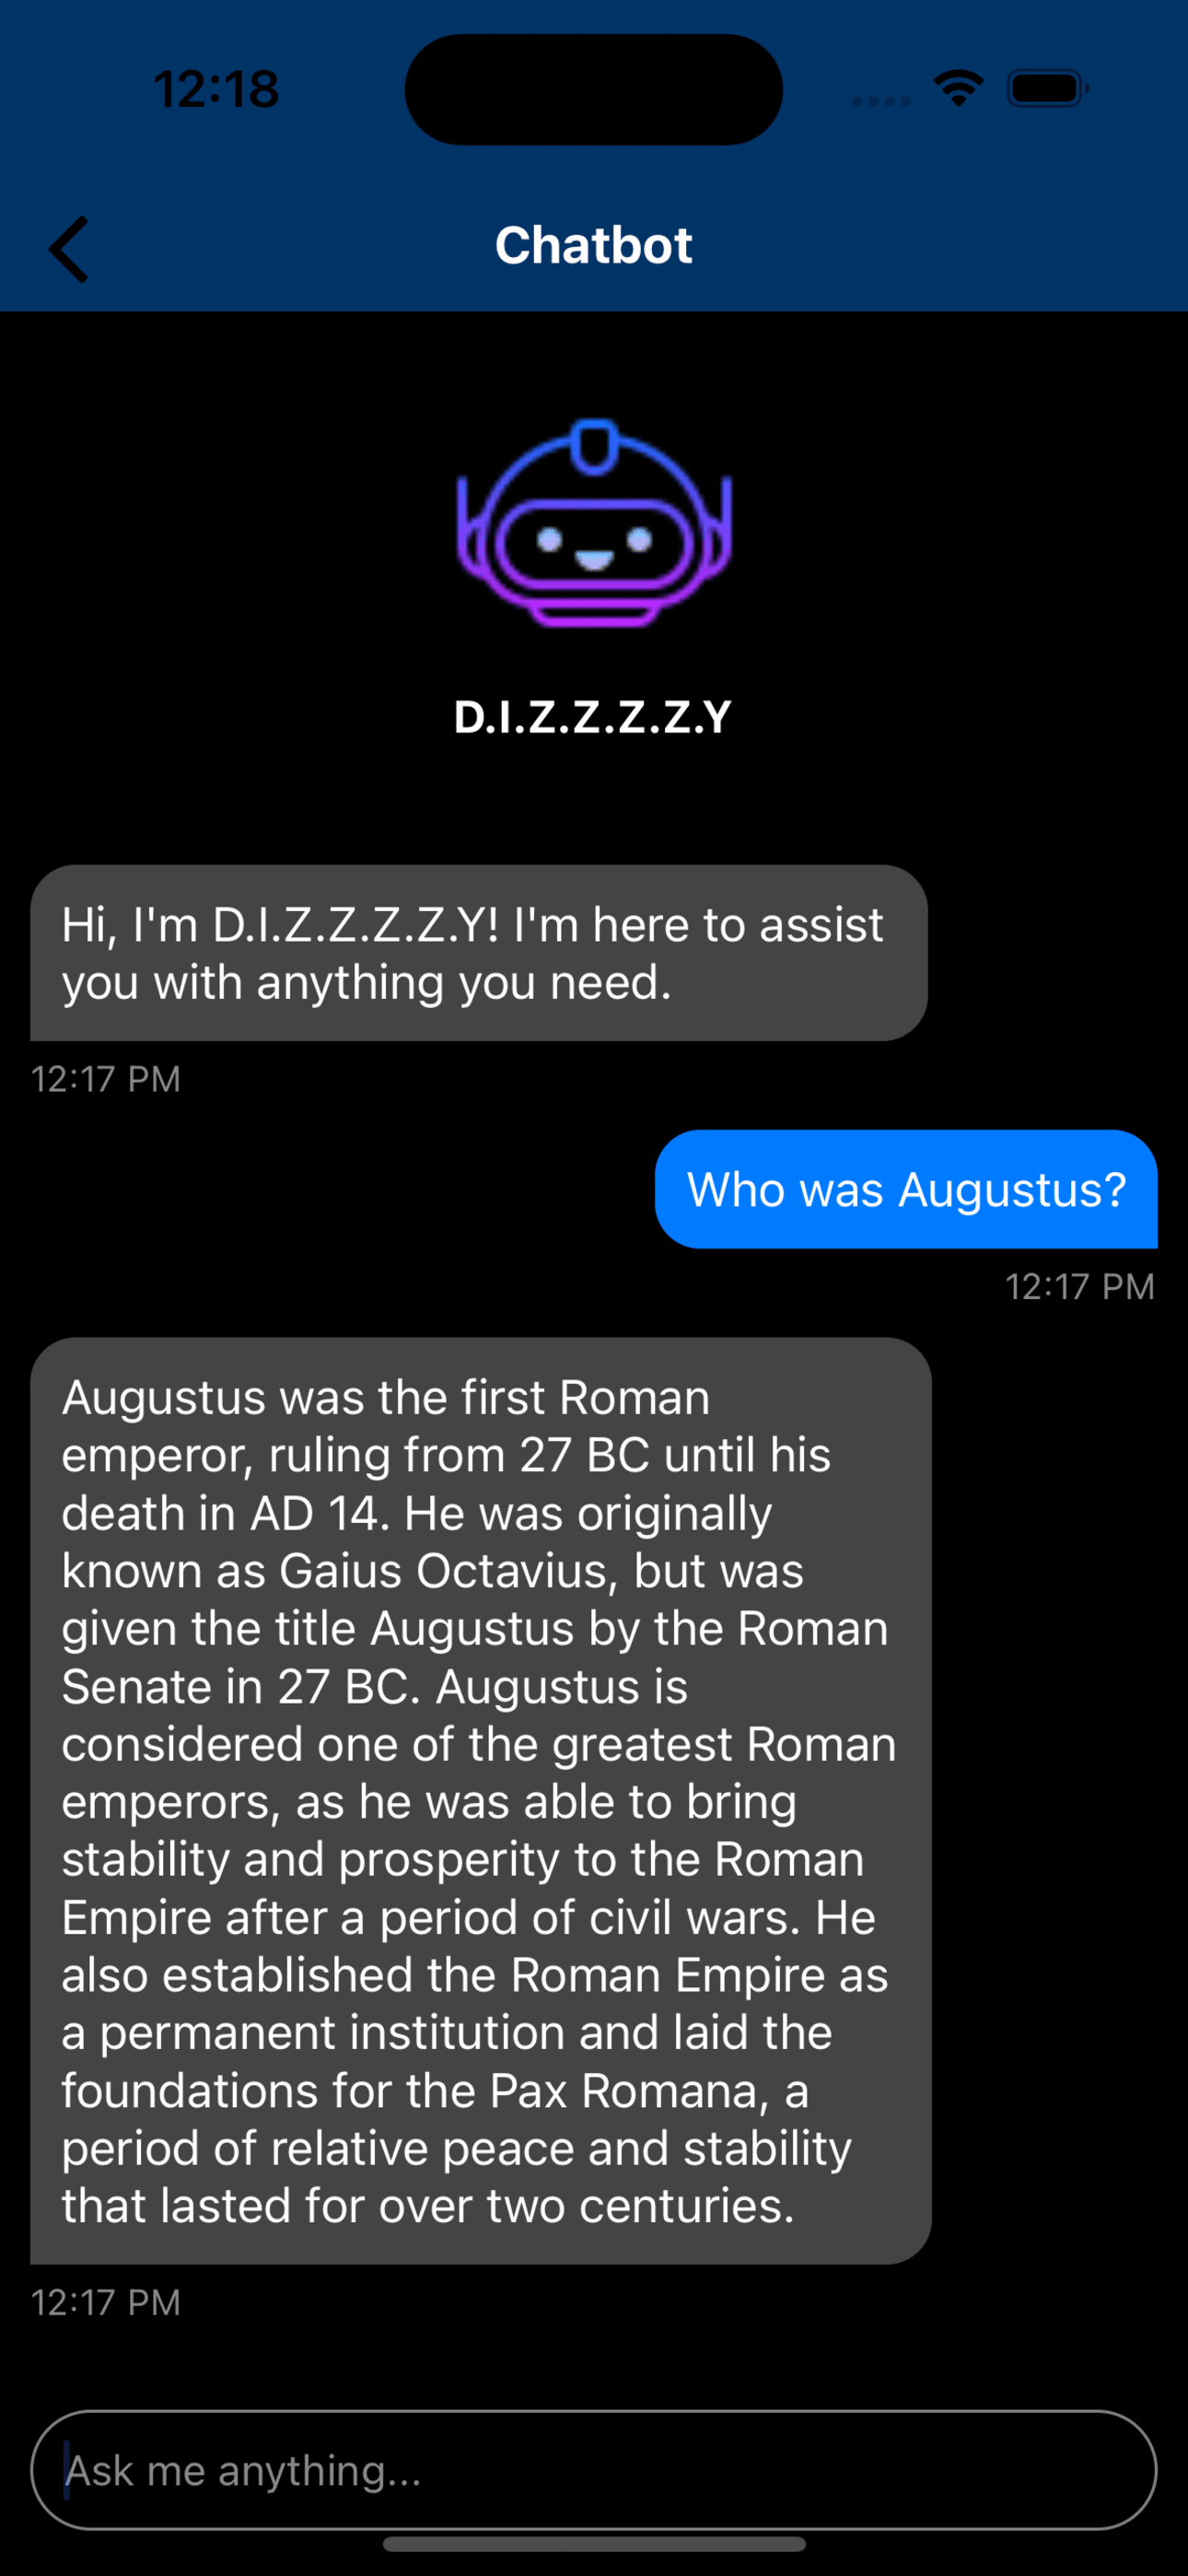 12:18
Chatbot
D.I.Z.Z.Z.Z.Y
Hi, I'm D.I.Z.Z.Z.Z.Y! I'm here to assist
you with anything you need.
12:17 PM
Who was Augustus?
12:17 PM
Augustus was the first Roman
emperor, ruling from 27 BC until his
death in AD 14. He was originally
known as Gaius Octavius, but was
given the title Augustus by the Roman
Senate in 27 BC. Augustus is
considered one of the greatest Roman
emperors, as he was able to bring
stability and prosperity to the Roman
Empire after a period of civil wars. He
also established the Roman Empire as
a permanent institution and laid the
foundations for the Pax Romana, a
period of relative peace and stability
that lasted for over two centuries.
12:17 PM
Ask me anything...